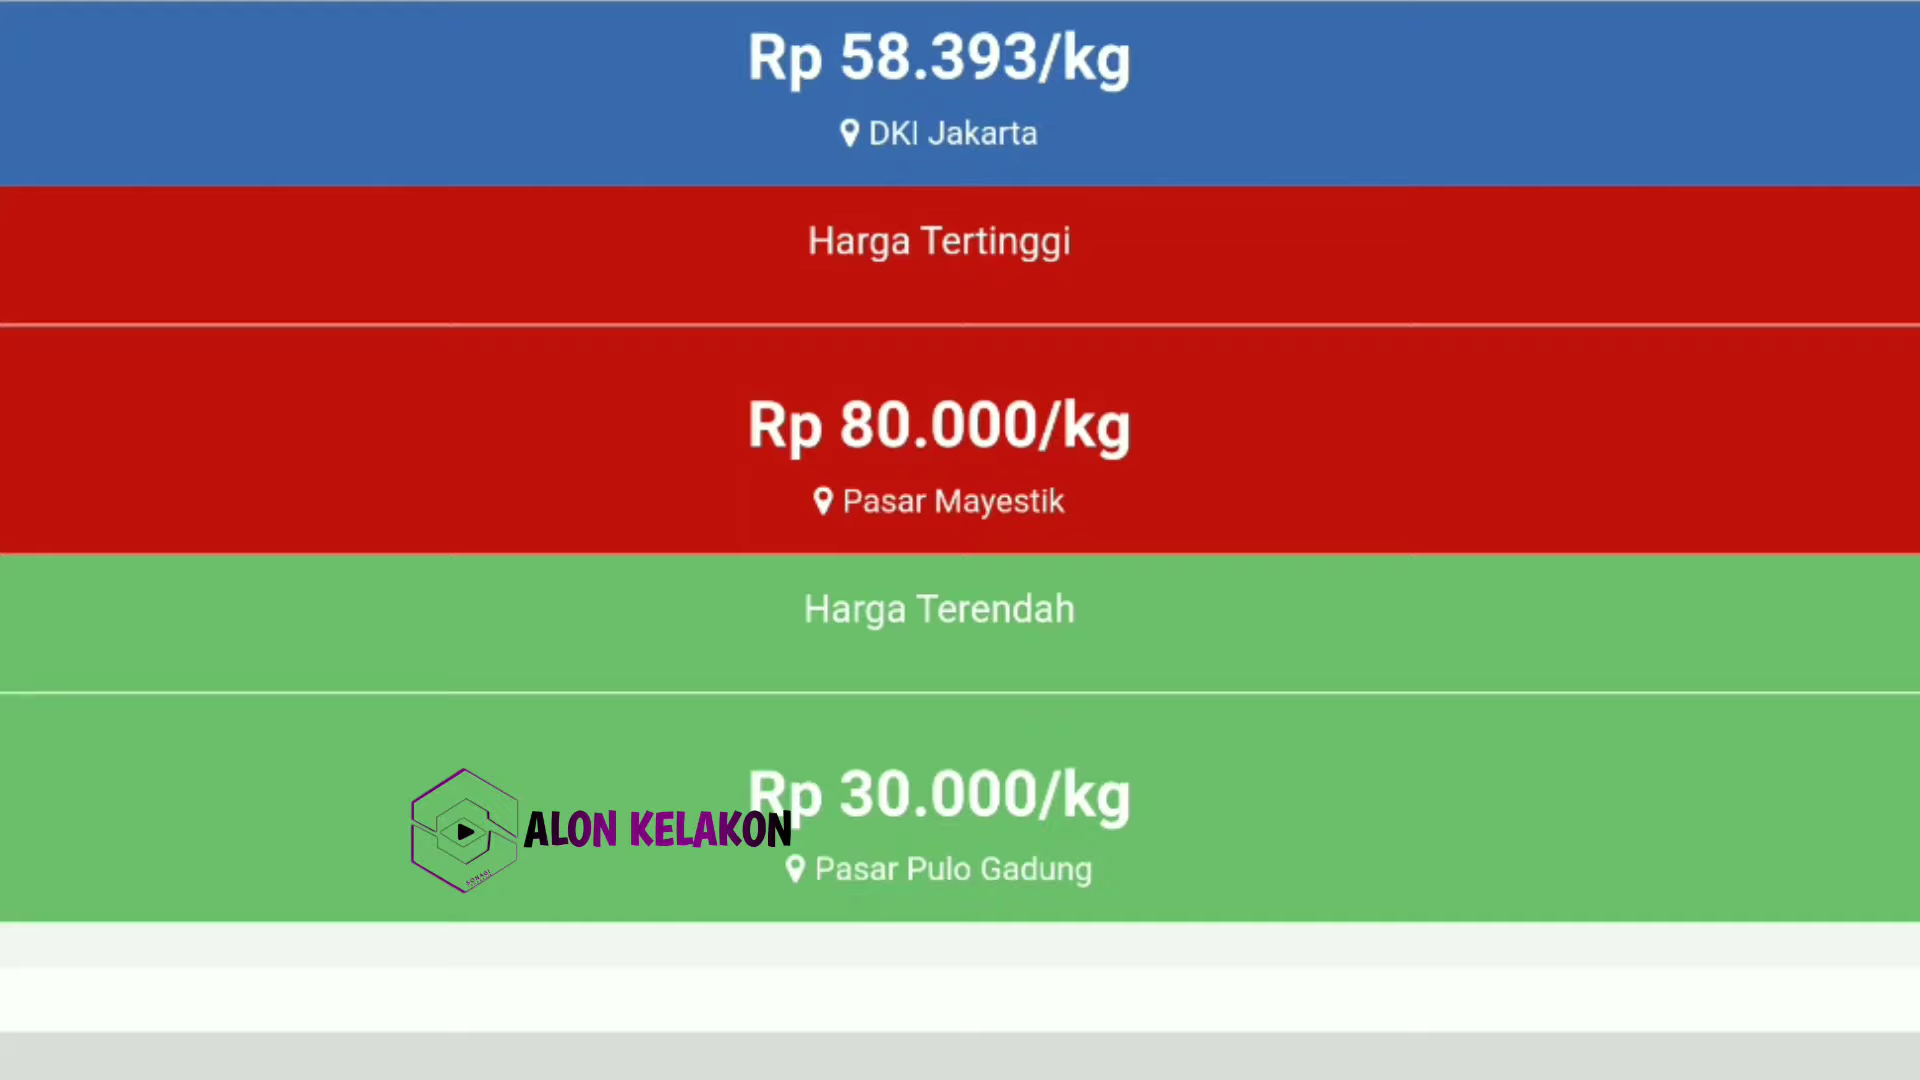 Rp 58.393/kg
DKI Jakarta
Harga Tertinggi
Rp 80.000/kg
Pasar Mayestik
Harga Terendah
Rp 30.000/kg
ALON KELAKON
Pasar Pulo Gadung